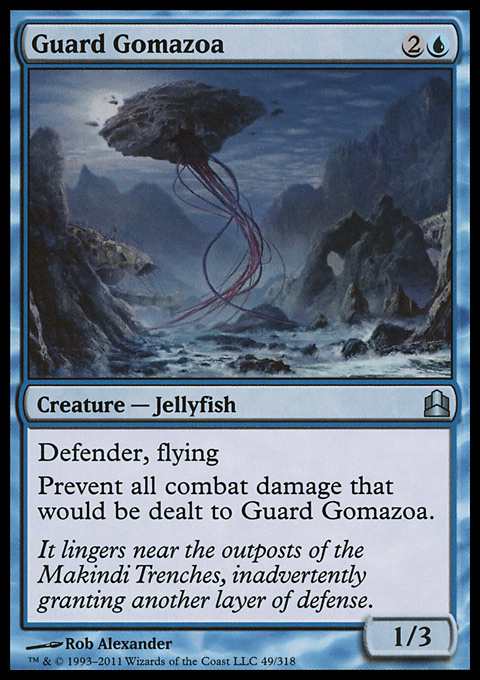 Guard Gomazoa 2
Creature — Jellyfish
Defender, flying
Prevent all combat damage that
would be dealt to Guard Gomazoa.
It lingers near the outposts of the
Makindi Trenches, inadvertently
granting another layer of defense.
1/3
Rob Alexander
™ & © 1993–2011 Wizards of the Coast LLC 49/318